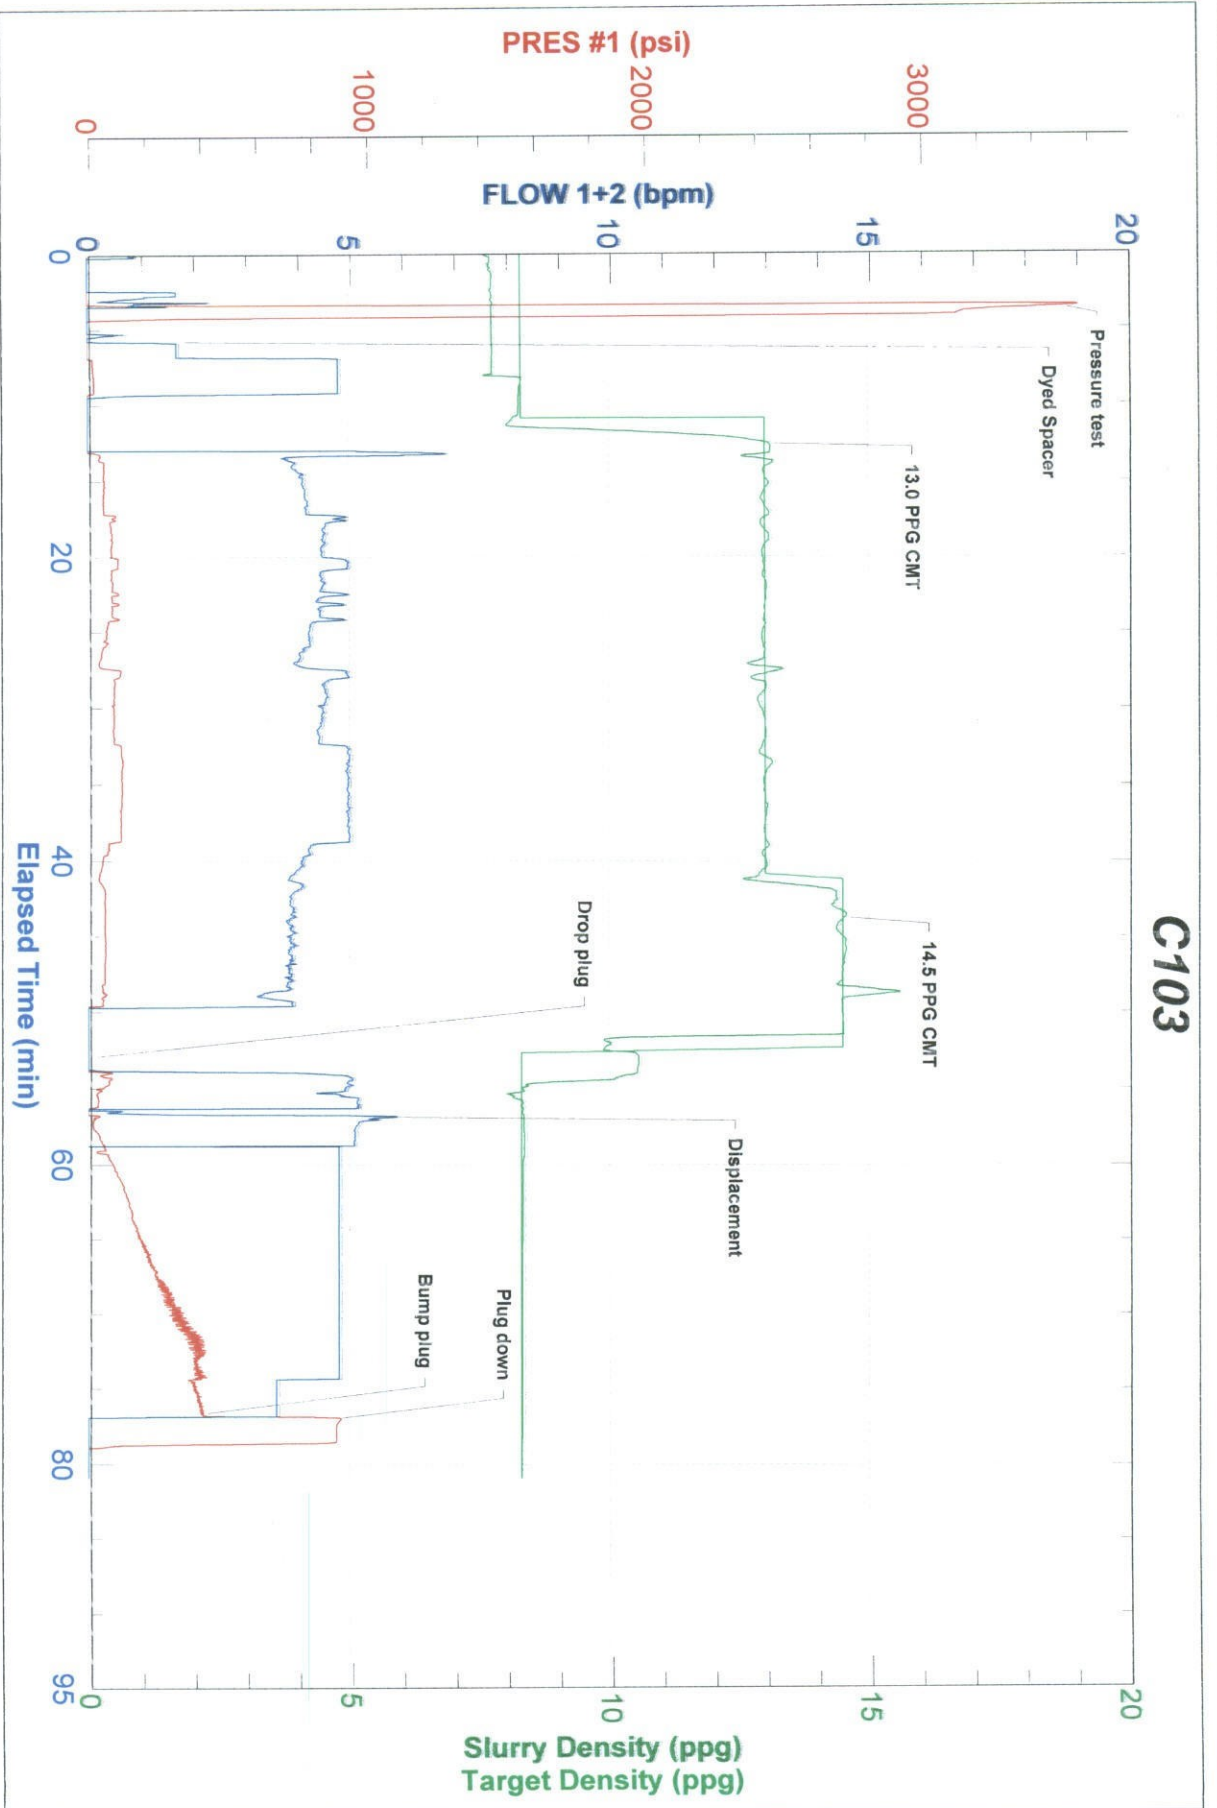 C103
PRES #1 (psi)
0
1000
2000
3000
FLOW 1+2 (bpm)
0
5
10
15
20
Pressure test
Dyed Spacer
13.0 PPG CMT
14.5 PPG CMT
Drop plug
Displacement
Bump plug
Plug down
0
20
40
60
80
95
Elapsed Time (min)
0
5
10
15
20
Slurry Density (ppg)
Target Density (ppg)